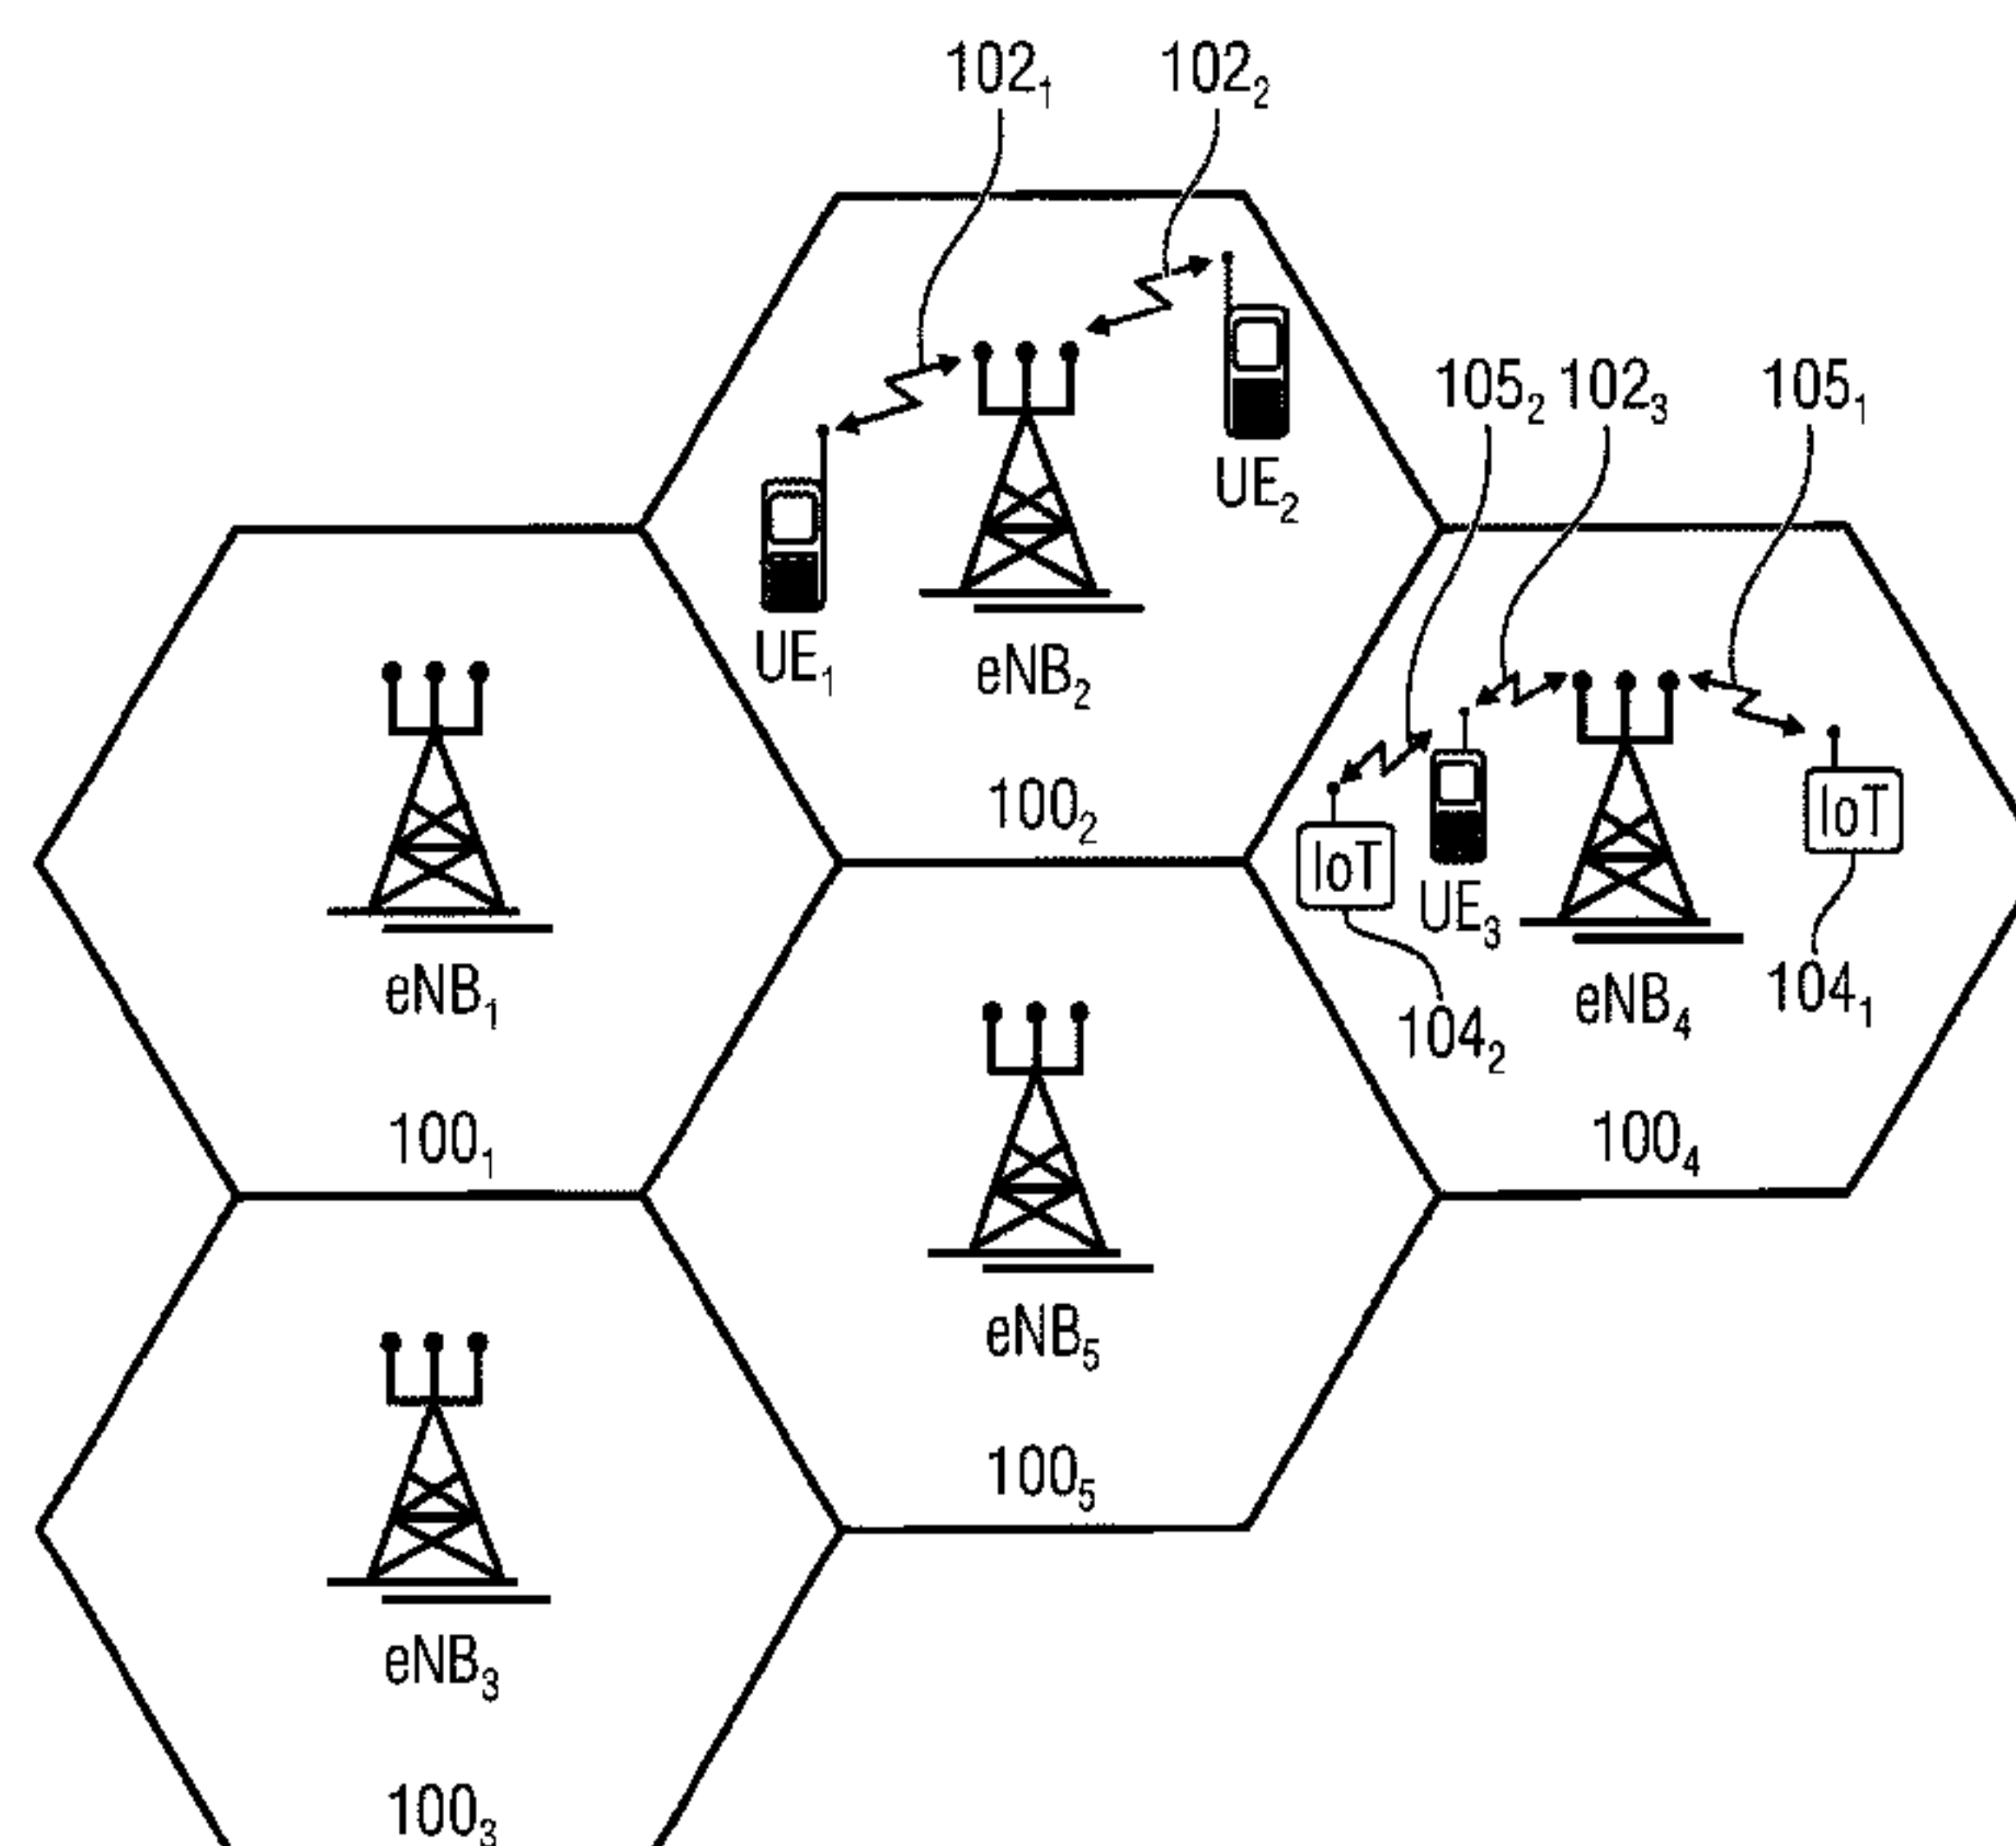 102₁ 102₂
105₂ 102₃ 105₁
UE₂
UE₁
eNB₂
IoT
100₂
IoT
UE₃
eNB₁
eNB₄
104₁
104₂
100₁
100₄
eNB₅
100₅
eNB₃
100₃